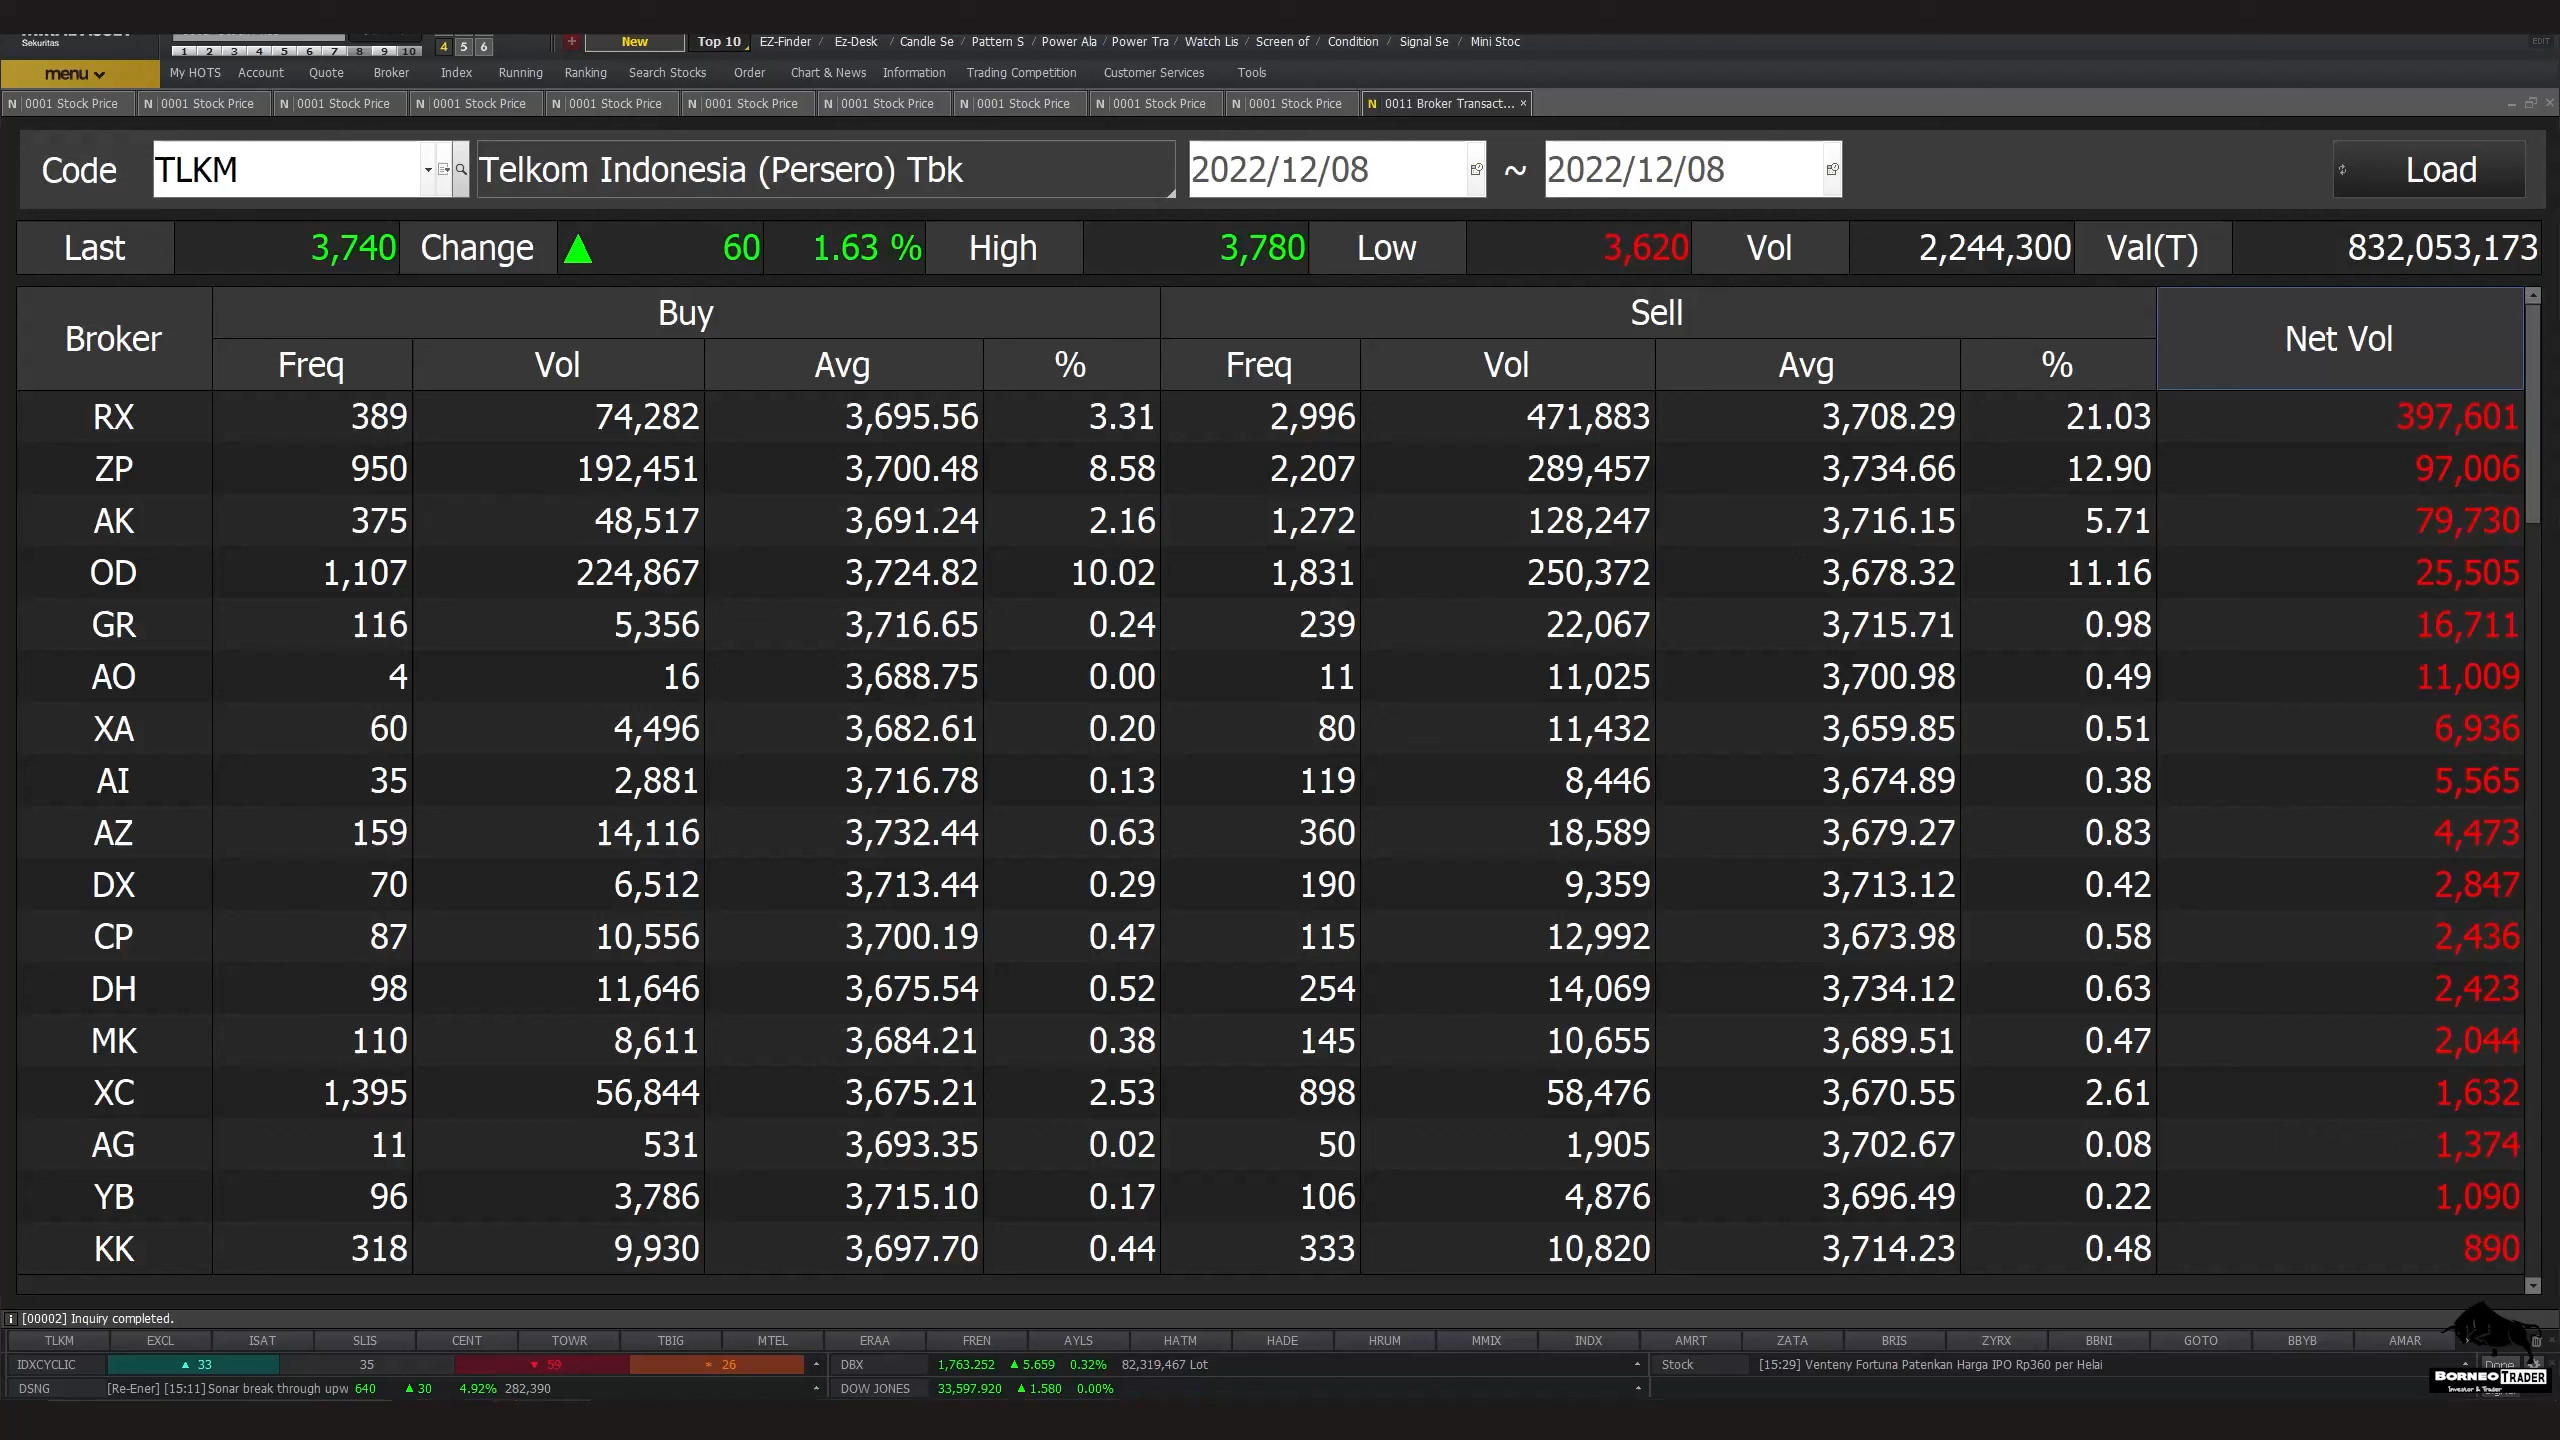 Sekuritas
1 2 3 4 5 6 7 8 9 10
4 5 6
New
Top 10 EZ-Finder / Ez-Desk / Candle Se / Pattern S / Power Ala / Power Tra / Watch Lis / Screen of / Condition / Signal Se / Mini Stoc
EDIT
menu My HOTS Account Quote Broker Index Running Ranking Search Stocks Order Chart & News Information Trading Competition Customer Services Tools
N 0001 Stock Price N 0001 Stock Price N 0001 Stock Price N 0001 Stock Price N 0001 Stock Price N 0001 Stock Price N 0001 Stock Price N 0001 Stock Price N 0001 Stock Price N 0001 Stock Price N 0011 Broker Transact... ×
Code TLKM Telkom Indonesia (Persero) Tbk 2022/12/08 ~ 2022/12/08 Load
Last 3,740 Change ▲ 60 1.63 % High 3,780 Low 3,620 Vol 2,244,300 Val(T) 832,053,173
Broker Buy Sell Net Vol
Freq Vol Avg % Freq Vol Avg %
RX 389 74,282 3,695.56 3.31 2,996 471,883 3,708.29 21.03 397,601
ZP 950 192,451 3,700.48 8.58 2,207 289,457 3,734.66 12.90 97,006
AK 375 48,517 3,691.24 2.16 1,272 128,247 3,716.15 5.71 79,730
OD 1,107 224,867 3,724.82 10.02 1,831 250,372 3,678.32 11.16 25,505
GR 116 5,356 3,716.65 0.24 239 22,067 3,715.71 0.98 16,711
AO 4 16 3,688.75 0.00 11 11,025 3,700.98 0.49 11,009
XA 60 4,496 3,682.61 0.20 80 11,432 3,659.85 0.51 6,936
AI 35 2,881 3,716.78 0.13 119 8,446 3,674.89 0.38 5,565
AZ 159 14,116 3,732.44 0.63 360 18,589 3,679.27 0.83 4,473
DX 70 6,512 3,713.44 0.29 190 9,359 3,713.12 0.42 2,847
CP 87 10,556 3,700.19 0.47 115 12,992 3,673.98 0.58 2,436
DH 98 11,646 3,675.54 0.52 254 14,069 3,734.12 0.63 2,423
MK 110 8,611 3,684.21 0.38 145 10,655 3,689.51 0.47 2,044
XC 1,395 56,844 3,675.21 2.53 898 58,476 3,670.55 2.61 1,632
AG 11 531 3,693.35 0.02 50 1,905 3,702.67 0.08 1,374
YB 96 3,786 3,715.10 0.17 106 4,876 3,696.49 0.22 1,090
KK 318 9,930 3,697.70 0.44 333 10,820 3,714.23 0.48 890
i [00002] Inquiry completed.
TLKM EXCL ISAT SLIS CENT TOWR TBIG MTEL ERAA FREN AYLS HATM HADE HRUM MMIX INDX AMRT ZATA BRIS ZYRX BBNI GOTO BBYB AMAR
IDXCYCLIC ▲ 33 35 ▼ 59 * 26 DBX 1,763.252 ▲ 5.659 0.32% 82,319,467 Lot Stock [15:29] Venteny Fortuna Patenkan Harga IPO Rp360 per Helai Done
DSNG [Re-Ener] [15:11] Sonar break through upw 640 ▲ 30 4.92% 282,390 DOW JONES 33,597.920 ▲ 1.580 0.00%
BORNEO TRADER
Investor & Trader